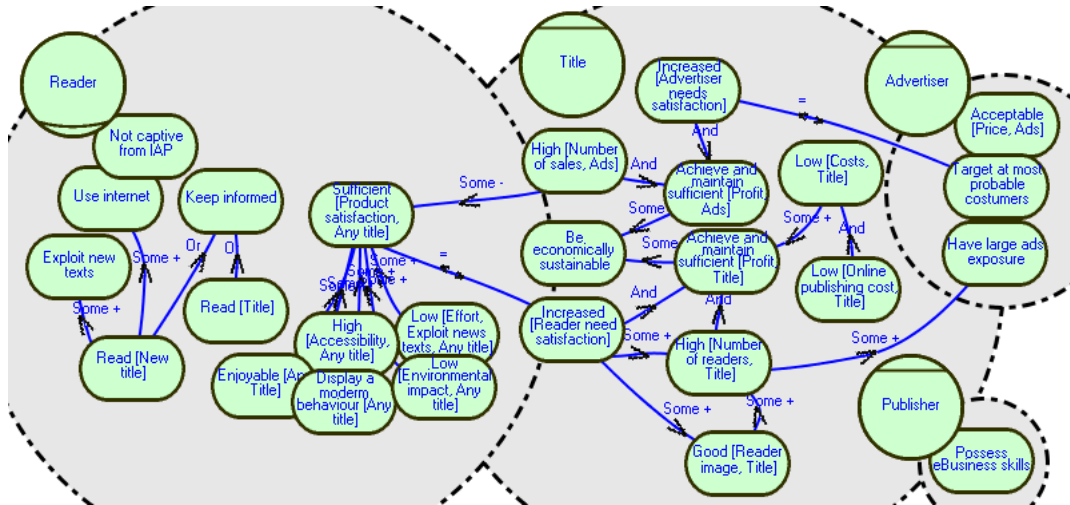 Reader
Not captive
from IAP
Use internet
Keep informed
Exploit new
texts
Some +
Or
Or
Some +
Read [Title]
Read [New
title]
Sufficient
[Product
satisfaction,
Any title]
Some -
=
Some +
Some +
Some +
High
[Accessibility,
Any title]
Low [Effort,
Exploit news
texts, Any title]
Enjoyable [Any
Title]
Display a
modern
behaviour [Any
title]
Low
[Environmental
impact, Any
title]
Title
Increased
[Advertiser
needs
satisfaction]
=
And
High [Number
of sales, Ads]
And
Achieve and
maintain
sufficient [Profit,
Ads]
Low [Costs,
Title]
Some
Some +
And
Be
economically
sustainable
Some
Achieve and
maintain
sufficient [Profit,
Title]
Low [Online
publishing cost,
Title]
And
And
Increased
[Reader need
satisfaction]
Some +
High [Number
of readers,
Title]
Some +
Some +
Some +
Good [Reader
image, Title]
Advertiser
Acceptable
[Price, Ads]
Target at most
probable
costumers
Have large ads
exposure
Publisher
Possess
eBusiness skills